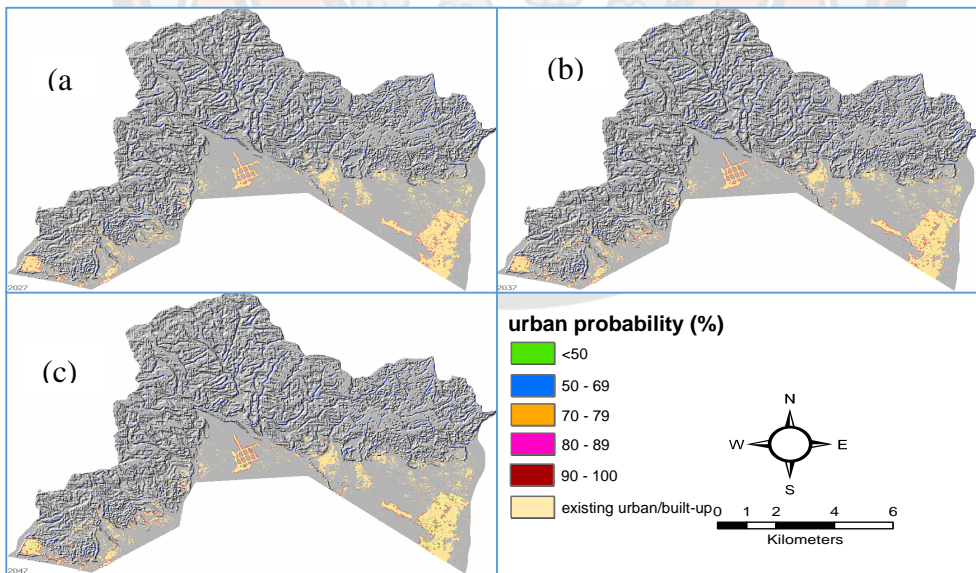 (a
(b)
2027
2037
(c)
2047
urban probability (%)
<50
50 - 69
70 - 79
80 - 89
90 - 100
existing urban/built-up
N
W E
S
0 1 2 4 6
Kilometers